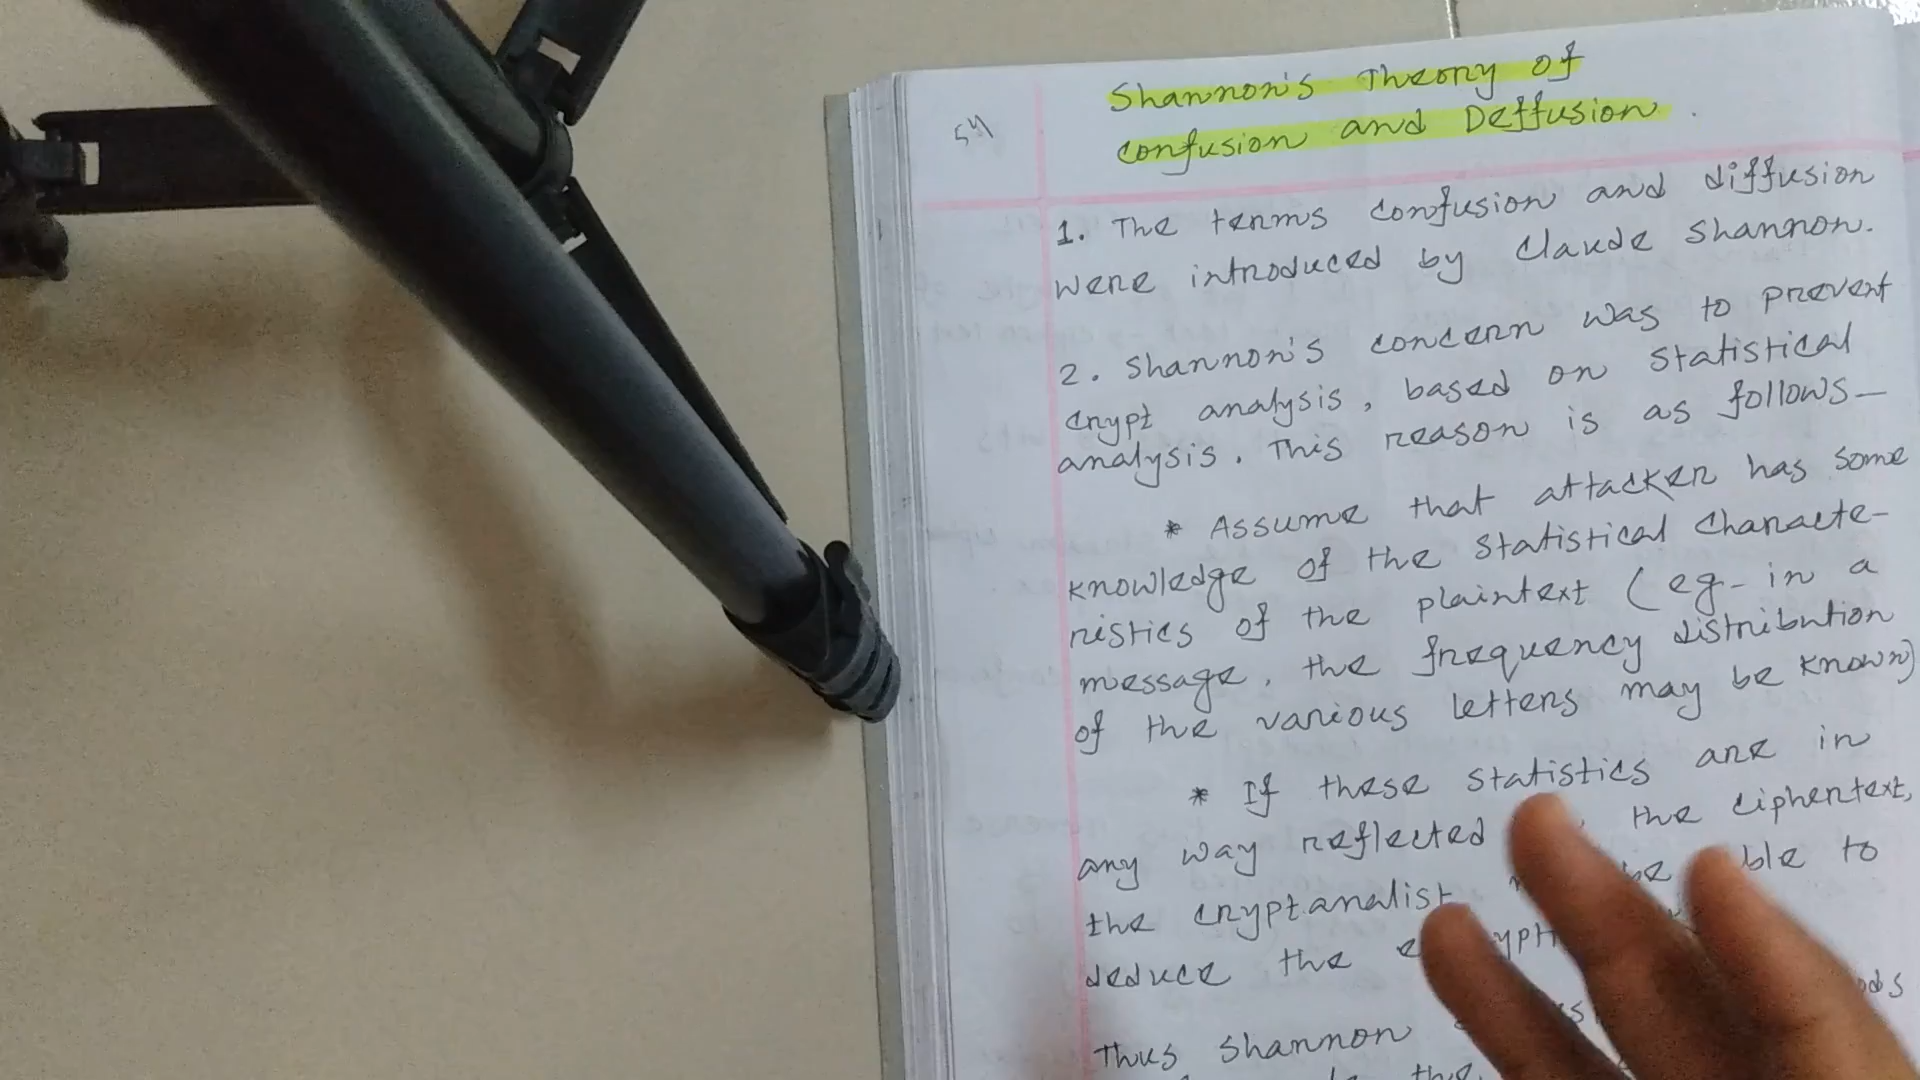 54
Shannon's Theory of
confusion and Deffusion.
1. The terms confusion and diffusion
were introduced by Claude Shannon.
2. Shannon's concern was to prevent
crypt analysis, based on statistical
analysis. This reason is as follows-
* Assume that attacker has some
knowledge of the statistical characte-
ristics of the plaintext (eg- in a
message, the frequency distribution
of the various letters may be known)
* If these statistics are in
any way reflected the ciphertext,
the cryptanalist be to
deduce the
Thus Shannon
the